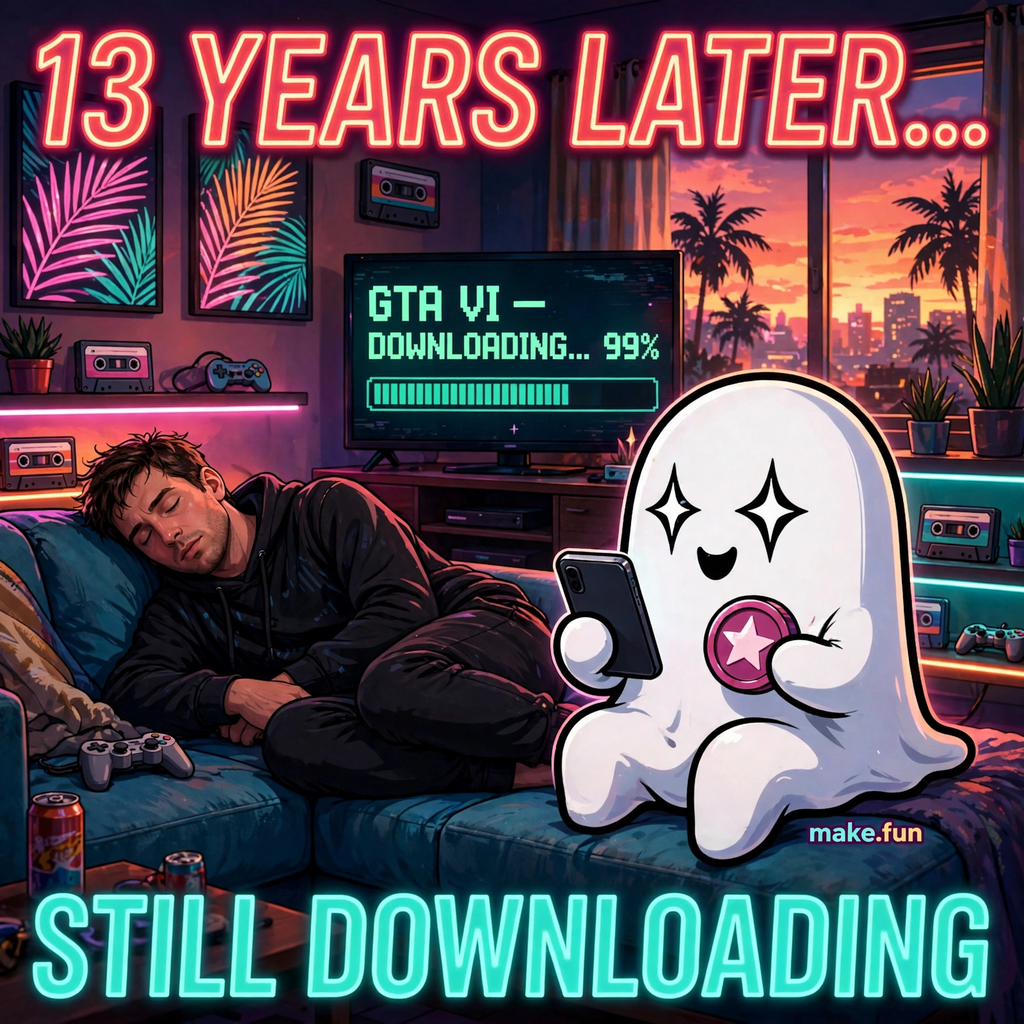 13 YEARS LATER...
GTA VI —
DOWNLOADING... 99%
make.fun
STILL DOWNLOADING